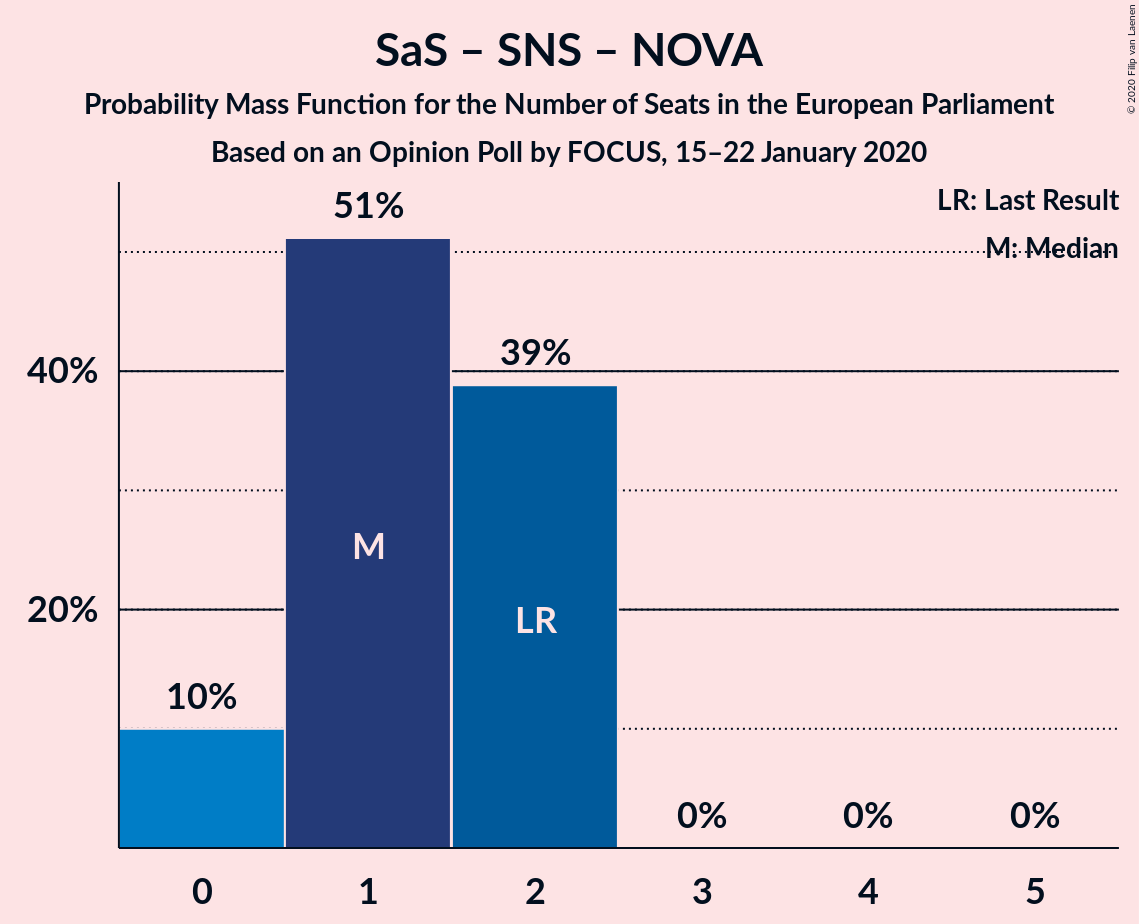 SaS – SNS – NOVA
Probability Mass Function for the Number of Seats in the European Parliament
Based on an Opinion Poll by FOCUS, 15–22 January 2020
© 2020 Filip van Laenen
LR: Last Result
M: Median
51%
39%
40%
M
LR
20%
10%
0%
0%
0%
0
1
2
3
4
5